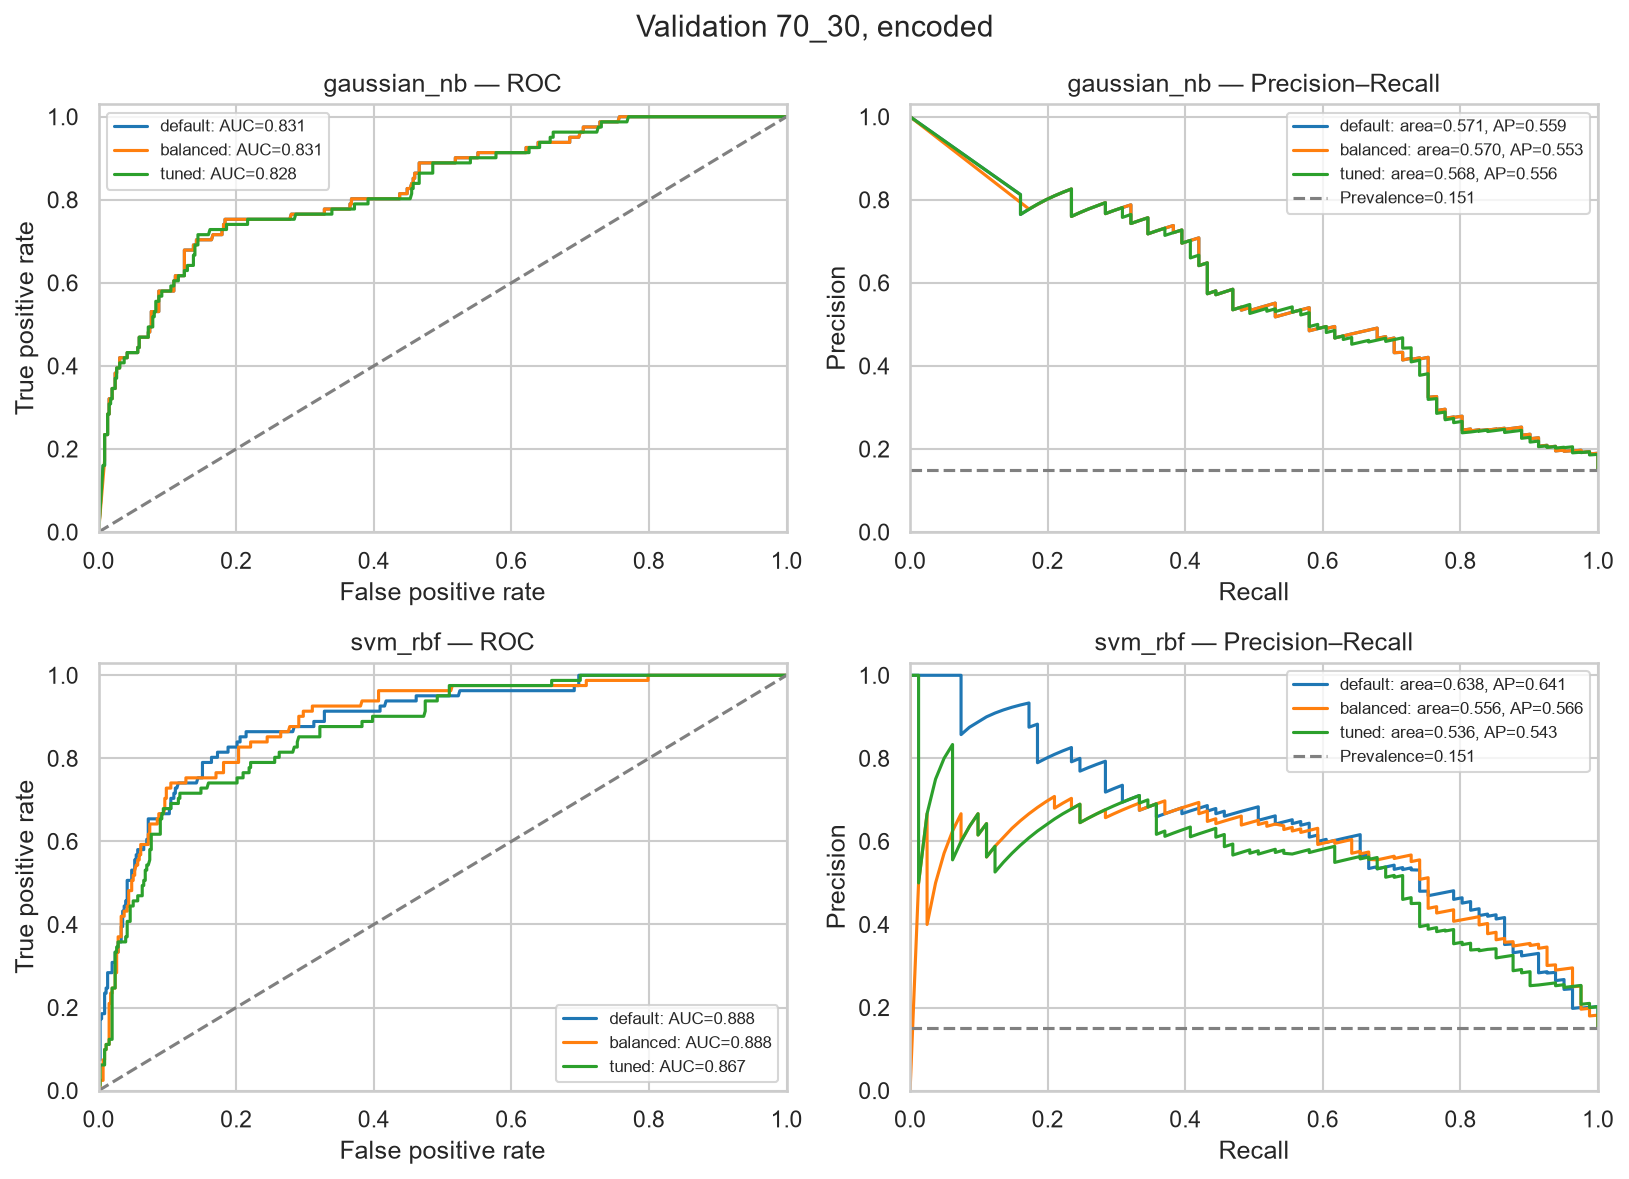 Validation 70_30, encoded
gaussian_nb — ROC
1.0
0.8
0.6
0.4
0.2
0.0
True positive rate
default: AUC=0.831
balanced: AUC=0.831
tuned: AUC=0.828
0.0 0.2 0.4 0.6 0.8 1.0
False positive rate
gaussian_nb — Precision–Recall
1.0
0.8
0.6
0.4
0.2
0.0
Precision
default: area=0.571, AP=0.559
balanced: area=0.570, AP=0.553
tuned: area=0.568, AP=0.556
Prevalence=0.151
0.0 0.2 0.4 0.6 0.8 1.0
Recall
svm_rbf — ROC
1.0
0.8
0.6
0.4
0.2
0.0
True positive rate
default: AUC=0.888
balanced: AUC=0.888
tuned: AUC=0.867
0.0 0.2 0.4 0.6 0.8 1.0
False positive rate
svm_rbf — Precision–Recall
1.0
0.8
0.6
0.4
0.2
0.0
Precision
default: area=0.638, AP=0.641
balanced: area=0.556, AP=0.566
tuned: area=0.536, AP=0.543
Prevalence=0.151
0.0 0.2 0.4 0.6 0.8 1.0
Recall